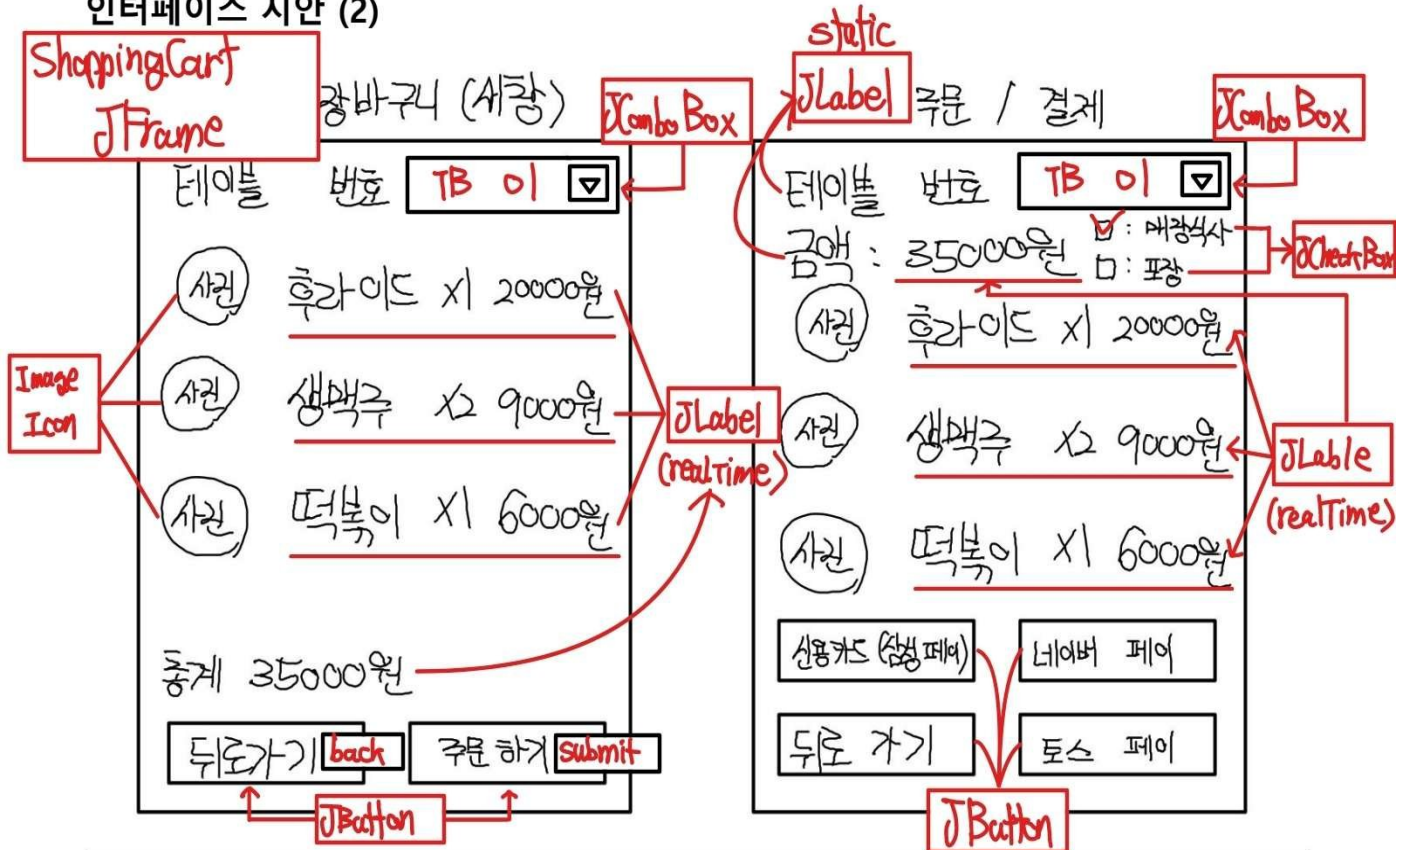 인터페이스 시안 (2)
ShoppingCart
JFrame
장바구니 (시장)
JComboBox
테이블 번호 TB 01
사진 후라이드 x1 20000원
사진 생맥주 x2 9000원
사진 떡볶이 x1 6000원
Image
Icon
JLabel
(realTime)
총계 35000원
뒤로가기 back
주문하기 submit
JButton
static
JLabel
주문 / 결제
JComboBox
테이블 번호 TB 01
금액 : 35000원
: 매장식사
: 포장
JCheckBox
사진 후라이드 x1 20000원
사진 생맥주 x2 9000원
사진 떡볶이 x1 6000원
JLable
(realTime)
신용카드 (삼성페이)
네이버 페이
뒤로 가기
토스 페이
JButton